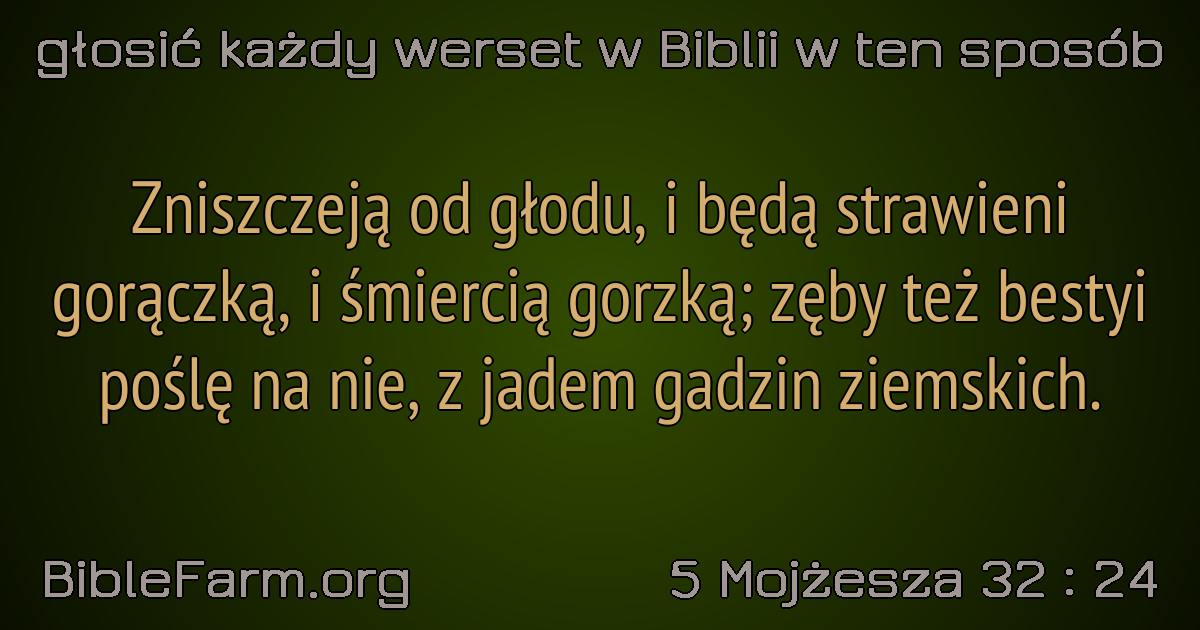 głosić każdy werset w Biblii w ten sposób
Zniszczeją od głodu, i będą strawieni
gorączką, i śmiercią gorzką; zęby też bestyi
poślę na nie, z jadem gadzin ziemskich.
BibleFarm.org
5 Mojżesza 32 : 24